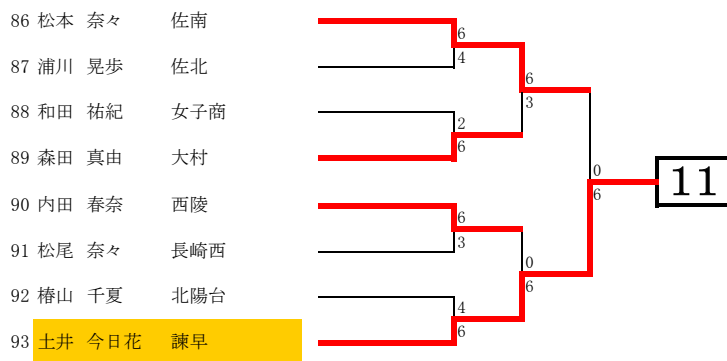 86 松本 奈々 佐南
6
87 浦川 晃歩 佐北
4
6
88 和田 祐紀 女子商
3
2
89 森田 真由 大村
6
0
11
6
90 内田 春奈 西陵
6
91 松尾 奈々 長崎西
3
0
92 椿山 千夏 北陽台
6
4
93 土井 今日花 諫早
6